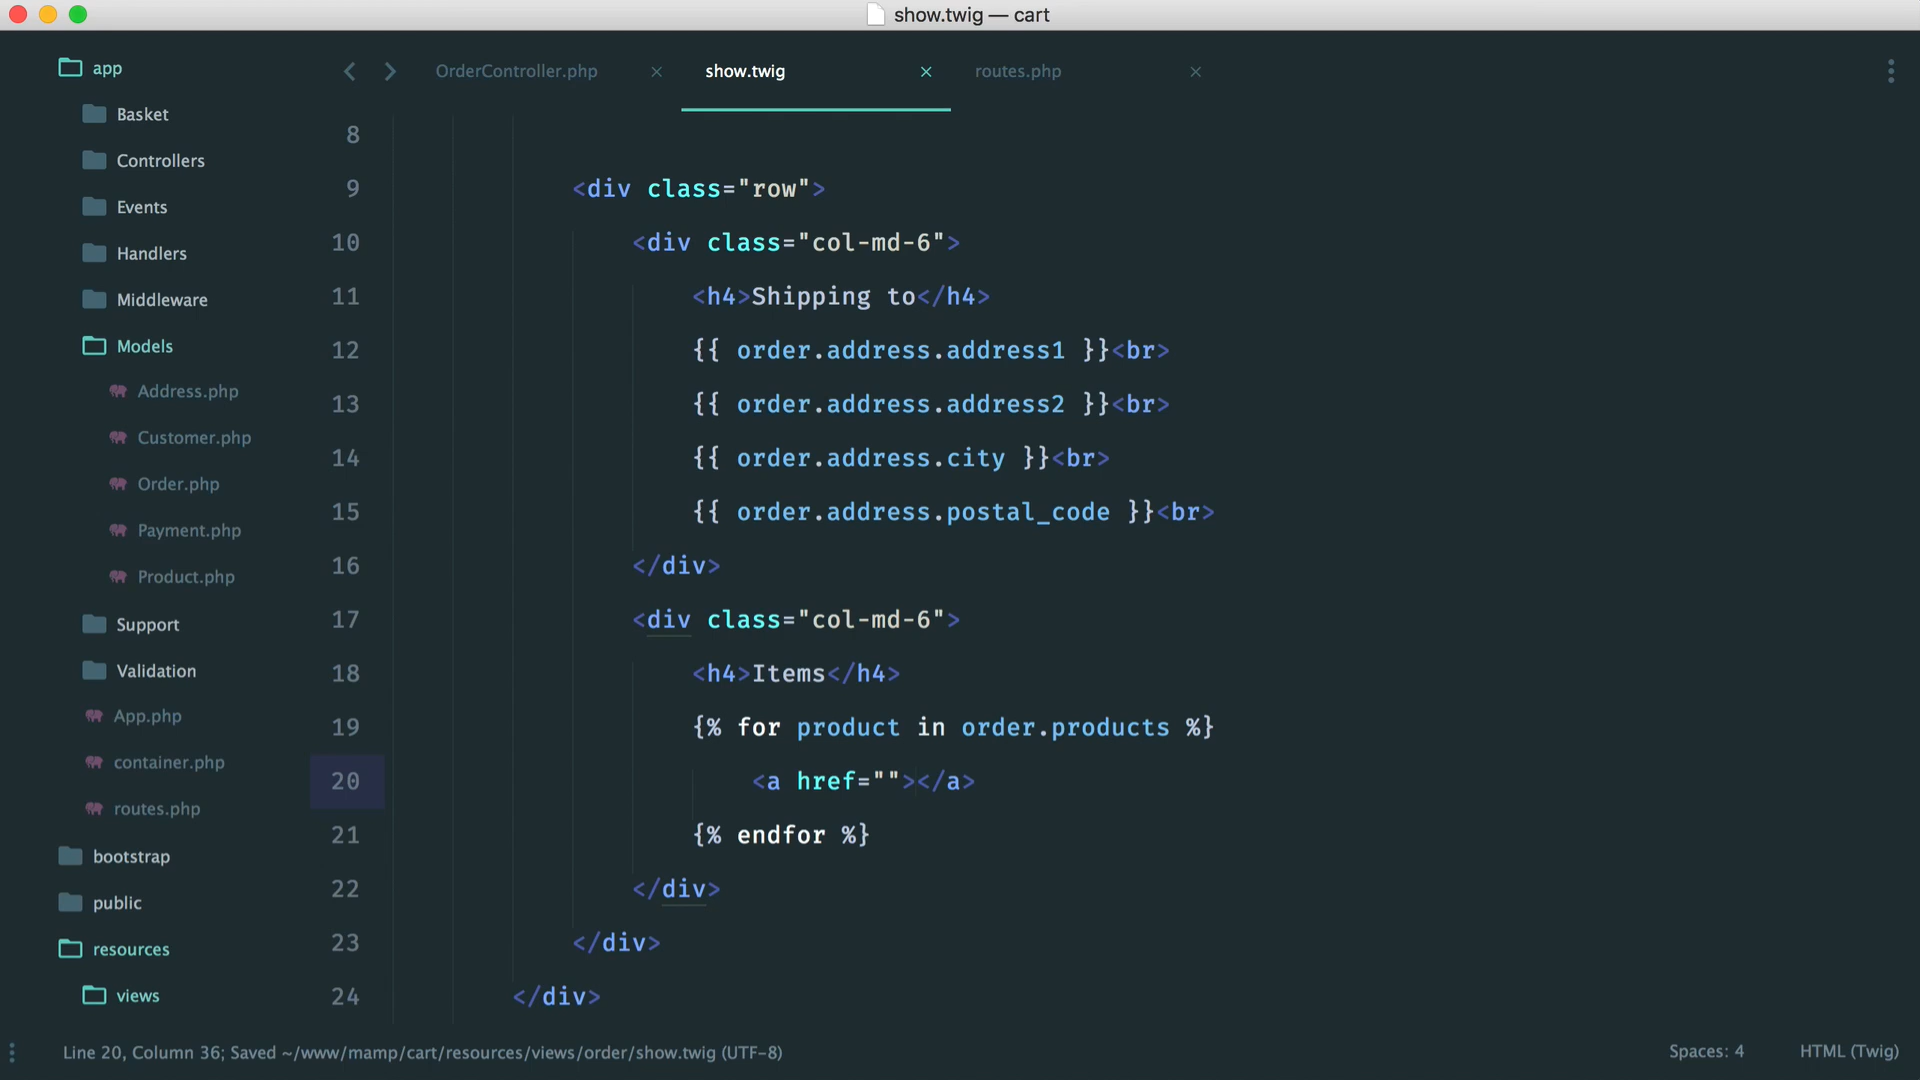 show.twig — cart
app
Basket
Controllers
Events
Handlers
Middleware
Models
Address.php
Customer.php
Order.php
Payment.php
Product.php
Support
Validation
App.php
container.php
routes.php
bootstrap
public
resources
views
OrderController.php
show.twig
routes.php
8
9 <div class="row">
10 <div class="col-md-6">
11 <h4>Shipping to</h4>
12 {{ order.address.address1 }}<br>
13 {{ order.address.address2 }}<br>
14 {{ order.address.city }}<br>
15 {{ order.address.postal_code }}<br>
16 </div>
17 <div class="col-md-6">
18 <h4>Items</h4>
19 {% for product in order.products %}
20 <a href=""></a>
21 {% endfor %}
22 </div>
23 </div>
24 </div>
Line 20, Column 36; Saved ~/www/mamp/cart/resources/views/order/show.twig (UTF-8)
Spaces: 4
HTML (Twig)